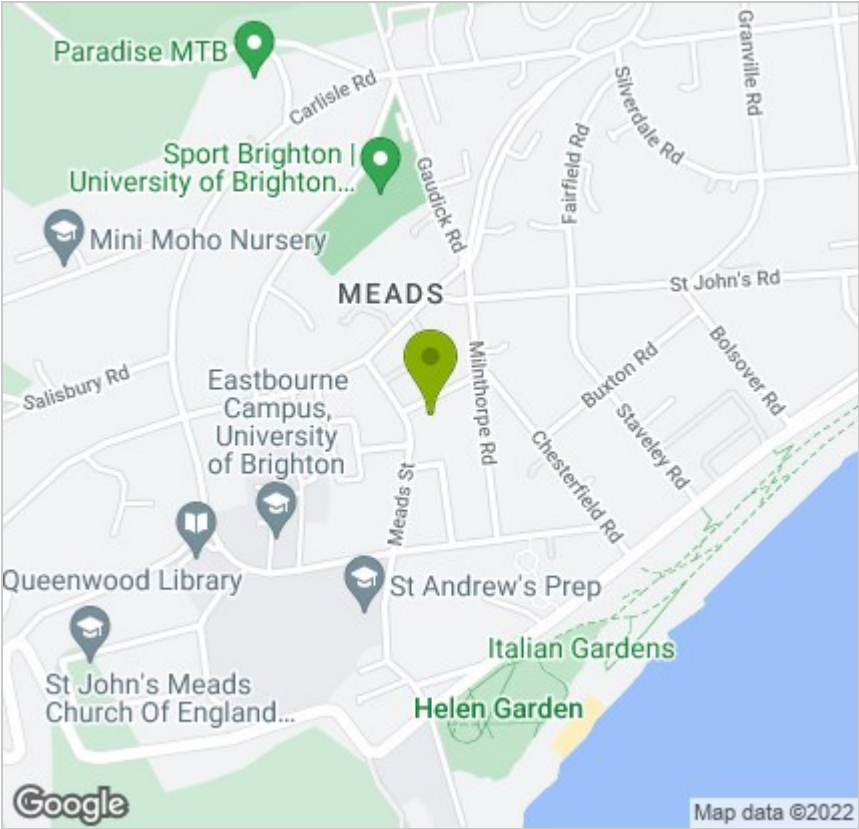 Granville Rd
Paradise MTB
Carlisle Rd
Silverdale Rd
Sport Brighton |
University of Brighton...
Gaudick Rd
Fairfield Rd
Mini Moho Nursery
St John's Rd
MEADS
Salisbury Rd
Eastbourne
Campus,
University
of Brighton
Milnthorpe Rd
Buxton Rd
Bolsover Rd
Staveley Rd
Chesterfield Rd
Meads St
Queenwood Library
St Andrew's Prep
Italian Gardens
St John's Meads
Church Of England...
Helen Garden
Google
Map data ©2022